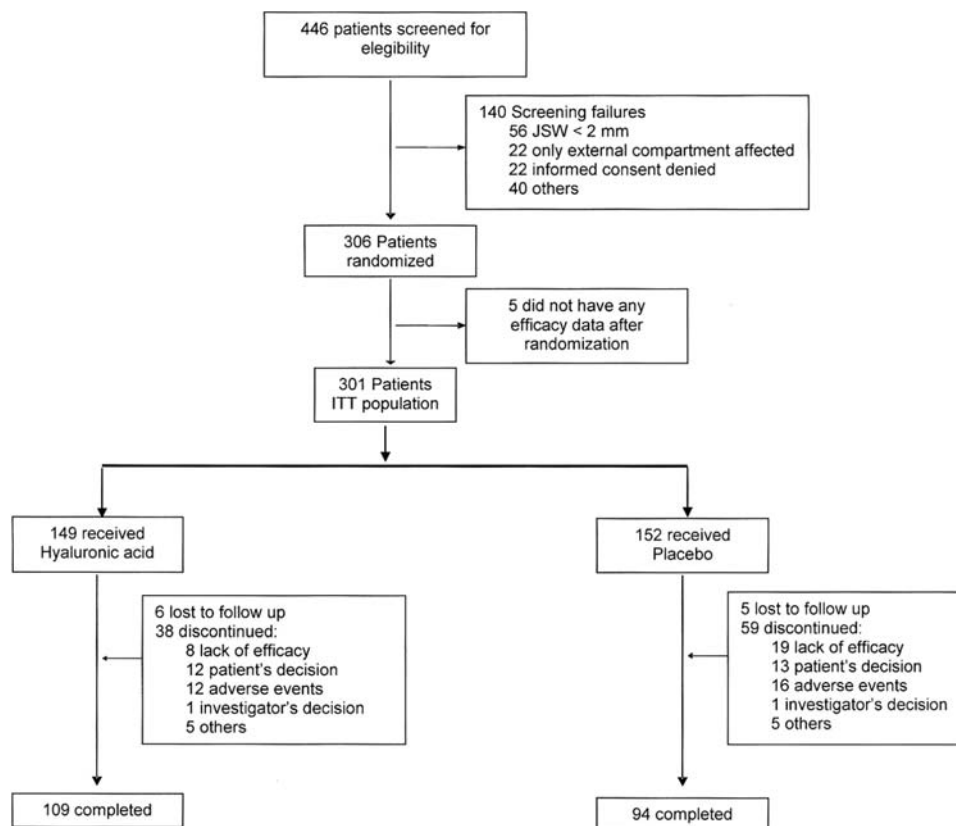 446 patients screened for
elegibility
140 Screening failures
56 JSW < 2 mm
22 only external compartment affected
22 informed consent denied
40 others
306 Patients
randomized
5 did not have any
efficacy data after
randomization
301 Patients
ITT population
149 received
Hyaluronic acid
152 received
Placebo
6 lost to follow up
38 discontinued:
8 lack of efficacy
12 patient's decision
12 adverse events
1 investigator's decision
5 others
5 lost to follow up
59 discontinued:
19 lack of efficacy
13 patient's decision
16 adverse events
1 investigator's decision
5 others
109 completed
94 completed